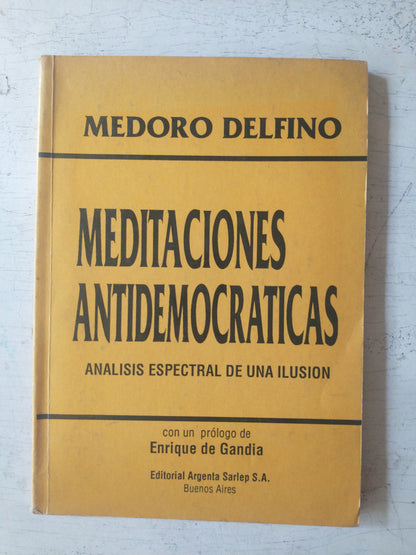 MEDORO DELFINO
MEDITACIONES
ANTIDEMOCRATICAS
ANALISIS ESPECTRAL DE UNA ILUSION
con un prólogo de
Enrique de Gandia
Editorial Argenta Sarlep S.A.
Buenos Aires